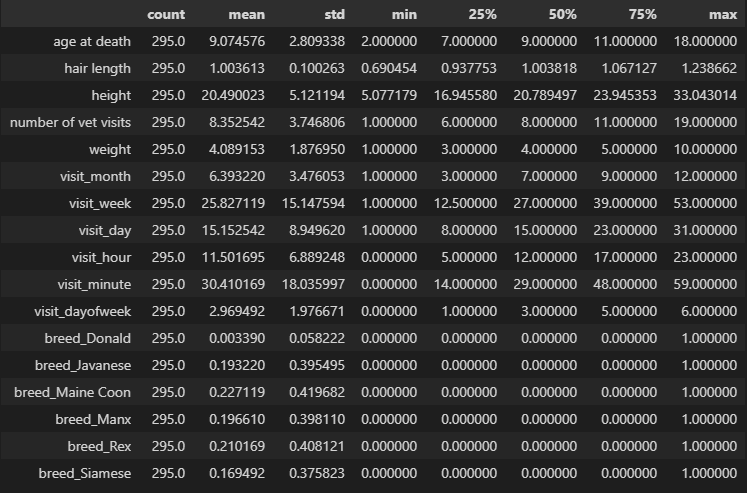 count mean std min 25% 50% 75% max
age at death 295.0 9.074576 2.809338 2.000000 7.000000 9.000000 11.000000 18.000000
hair length 295.0 1.003613 0.100263 0.690454 0.937753 1.003818 1.067127 1.238662
height 295.0 20.490023 5.121194 5.077179 16.945580 20.789497 23.945353 33.043014
number of vet visits 295.0 8.352542 3.746806 1.000000 6.000000 8.000000 11.000000 19.000000
weight 295.0 4.089153 1.876950 1.000000 3.000000 4.000000 5.000000 10.000000
visit_month 295.0 6.393220 3.476053 1.000000 3.000000 7.000000 9.000000 12.000000
visit_week 295.0 25.827119 15.147594 1.000000 12.500000 27.000000 39.000000 53.000000
visit_day 295.0 15.152542 8.949620 1.000000 8.000000 15.000000 23.000000 31.000000
visit_hour 295.0 11.501695 6.889248 0.000000 5.000000 12.000000 17.000000 23.000000
visit_minute 295.0 30.410169 18.035997 0.000000 14.000000 29.000000 48.000000 59.000000
visit_dayofweek 295.0 2.969492 1.976671 0.000000 1.000000 3.000000 5.000000 6.000000
breed_Donald 295.0 0.003390 0.058222 0.000000 0.000000 0.000000 0.000000 1.000000
breed_Javanese 295.0 0.193220 0.395495 0.000000 0.000000 0.000000 0.000000 1.000000
breed_Maine Coon 295.0 0.227119 0.419682 0.000000 0.000000 0.000000 0.000000 1.000000
breed_Manx 295.0 0.196610 0.398110 0.000000 0.000000 0.000000 0.000000 1.000000
breed_Rex 295.0 0.210169 0.408121 0.000000 0.000000 0.000000 0.000000 1.000000
breed_Siamese 295.0 0.169492 0.375823 0.000000 0.000000 0.000000 0.000000 1.000000